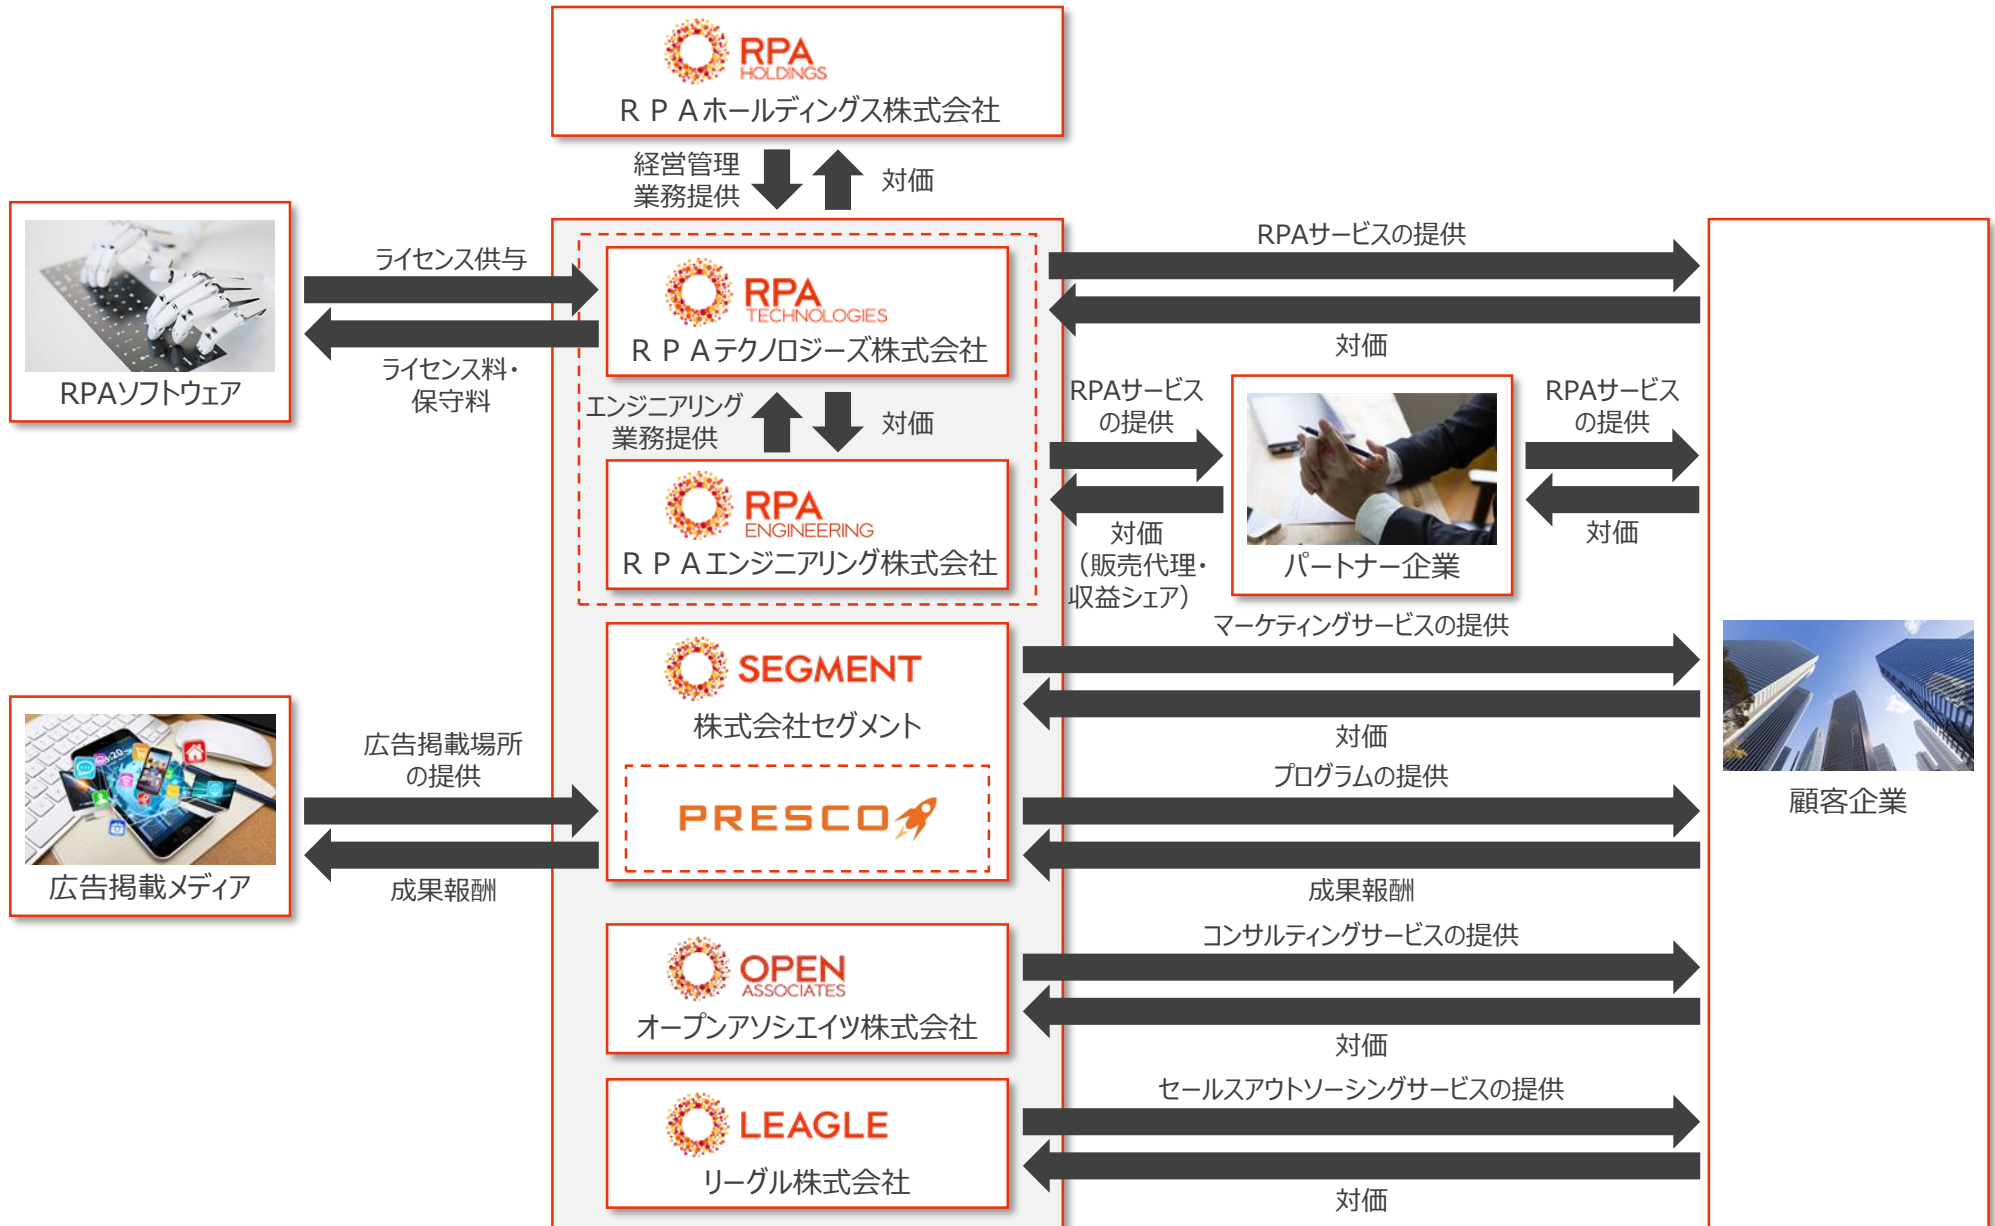 RPA
HOLDINGS
ＲＰＡホールディングス株式会社
経営管理
業務提供
対価
RPAソフトウェア
ライセンス供与
ライセンス料・
保守料
RPA
TECHNOLOGIES
ＲＰＡテクノロジーズ株式会社
エンジニアリング
業務提供
対価
RPA
ENGINEERING
ＲＰＡエンジニアリング株式会社
RPAサービスの提供
対価
RPAサービス
の提供
対価
（販売代理・
収益シェア）
パートナー企業
RPAサービス
の提供
対価
SEGMENT
株式会社セグメント
PRESCO
マーケティングサービスの提供
対価
プログラムの提供
成果報酬
広告掲載メディア
広告掲載場所
の提供
成果報酬
OPEN
ASSOCIATES
オープンアソシエイツ株式会社
コンサルティングサービスの提供
対価
LEAGLE
リーグル株式会社
セールスアウトソーシングサービスの提供
対価
顧客企業